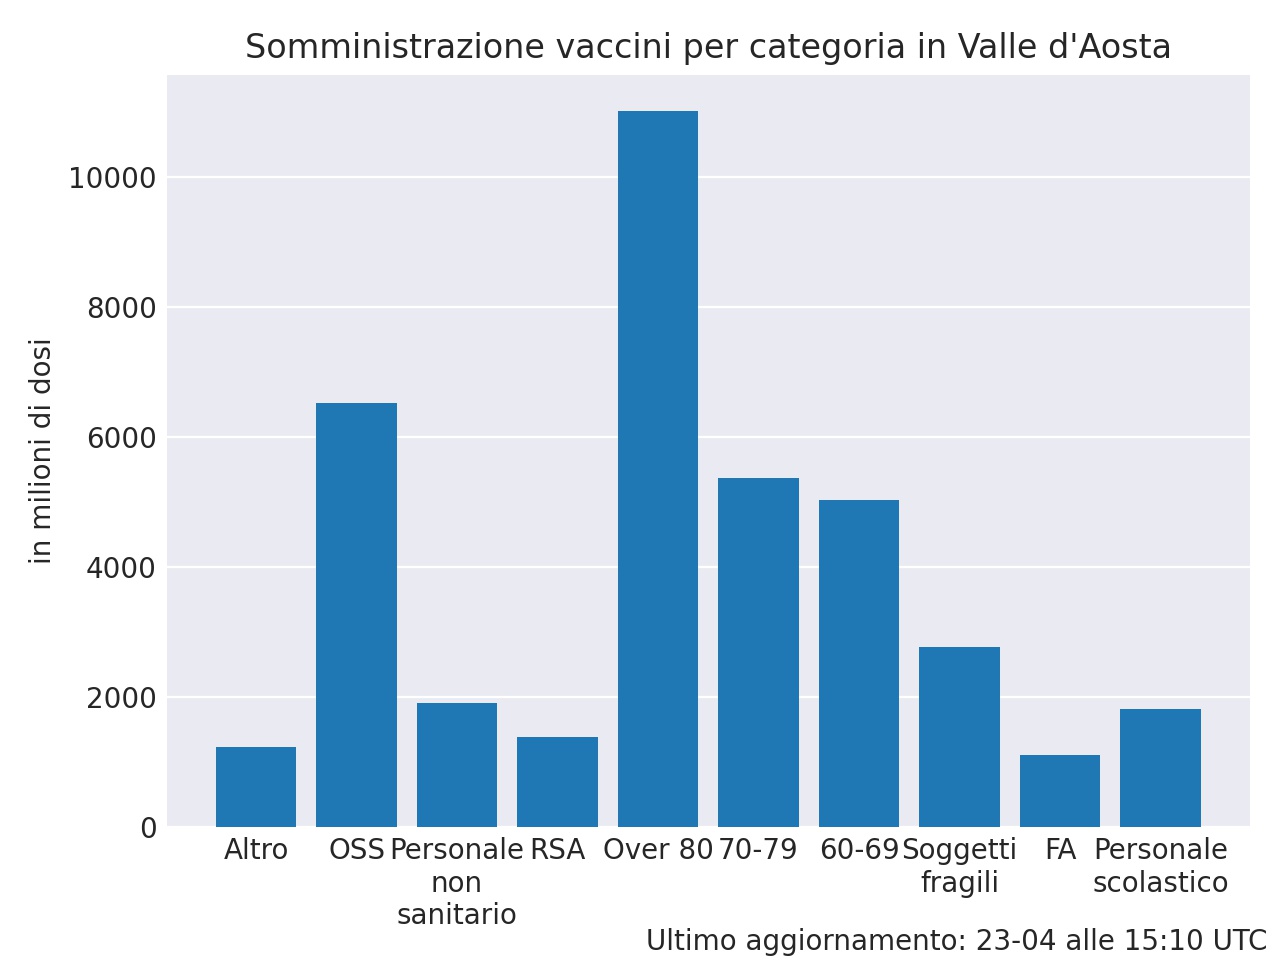 Somministrazione vaccini per categoria in Valle d'Aosta
in milioni di dosi
10000
8000
6000
4000
2000
0
Altro
OSS
Personale
non
sanitario
RSA
Over 80
70-79
60-69
Soggetti
fragili
FA
Personale
scolastico
Ultimo aggiornamento: 23-04 alle 15:10 UTC